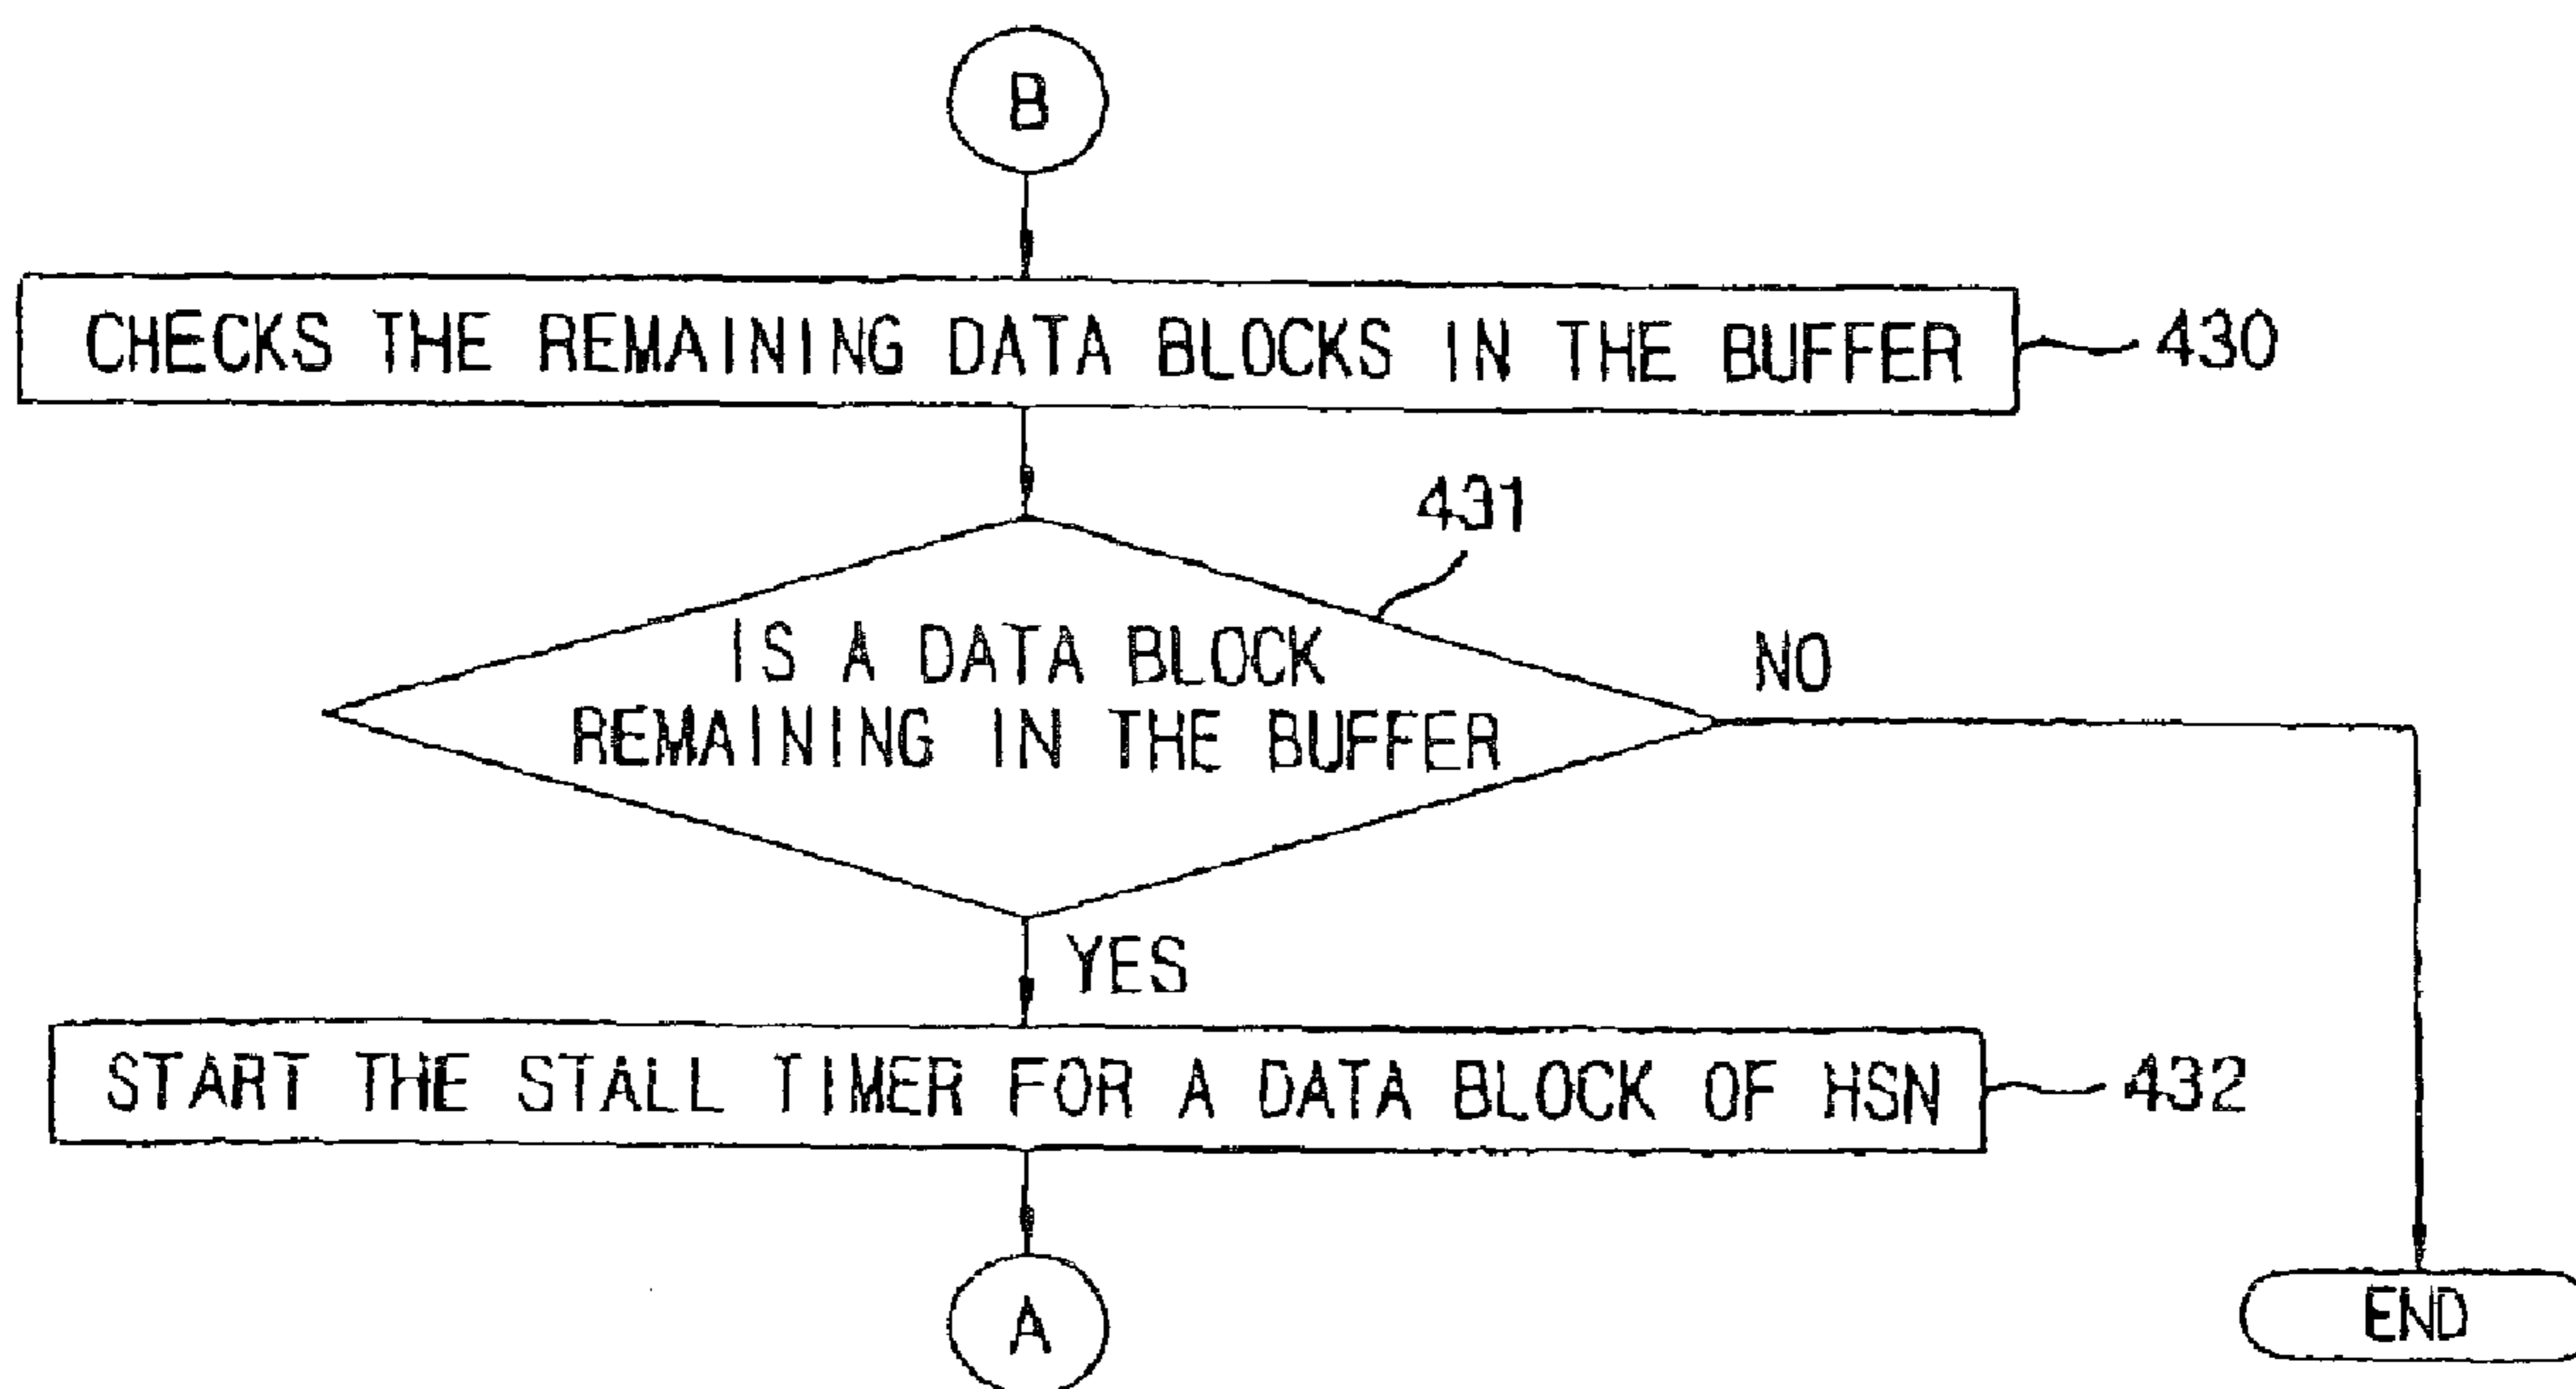 B
CHECKS THE REMAINING DATA BLOCKS IN THE BUFFER
430
431
IS A DATA BLOCK
REMAINING IN THE BUFFER
NO
YES
START THE STALL TIMER FOR A DATA BLOCK OF HSN
432
A
END